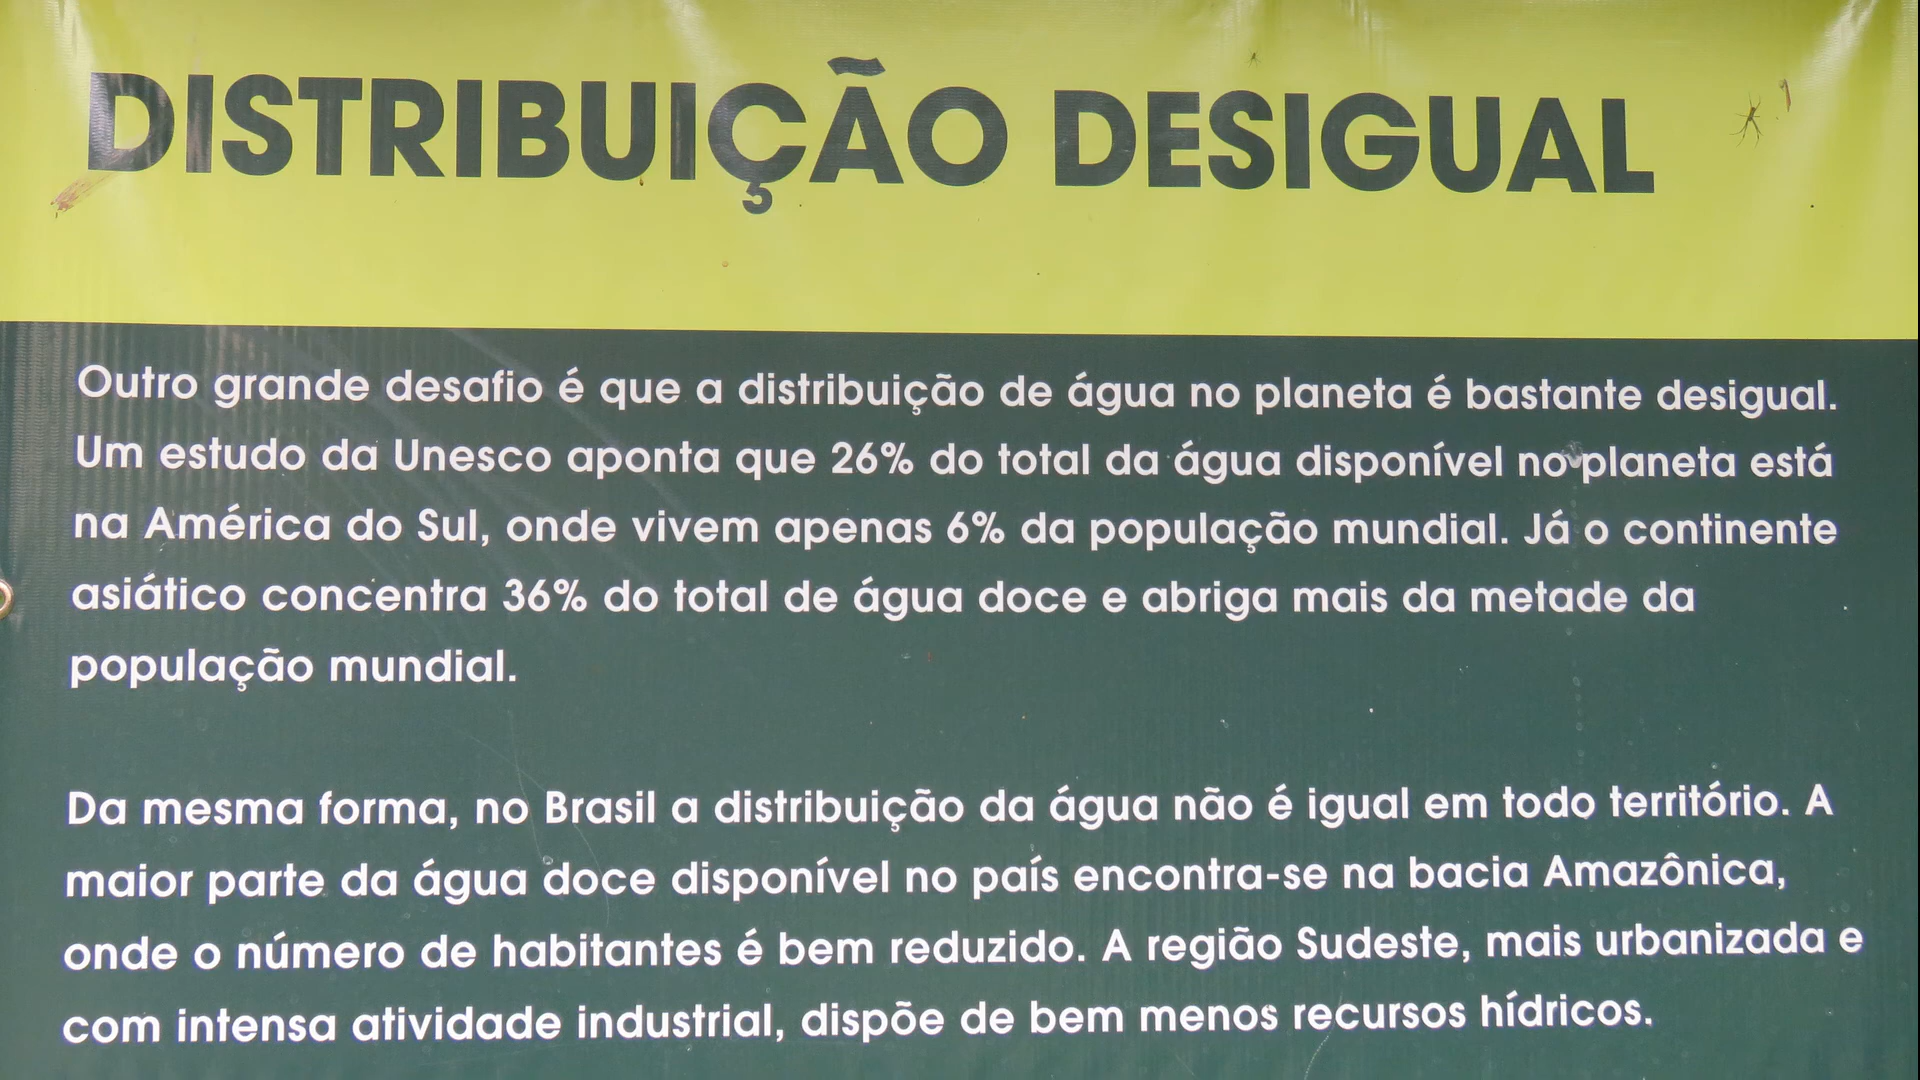 DISTRIBUIÇÃO DESIGUAL
Outro grande desafio é que a distribuição de água no planeta é bastante desigual.
Um estudo da Unesco aponta que 26% do total da água disponível no planeta está
na América do Sul, onde vivem apenas 6% da população mundial. Já o continente
asiático concentra 36% do total de água doce e abriga mais da metade da
população mundial.
Da mesma forma, no Brasil a distribuição da água não é igual em todo território. A
maior parte da água doce disponível no país encontra-se na bacia Amazônica,
onde o número de habitantes é bem reduzido. A região Sudeste, mais urbanizada e
com intensa atividade industrial, dispõe de bem menos recursos hídricos.